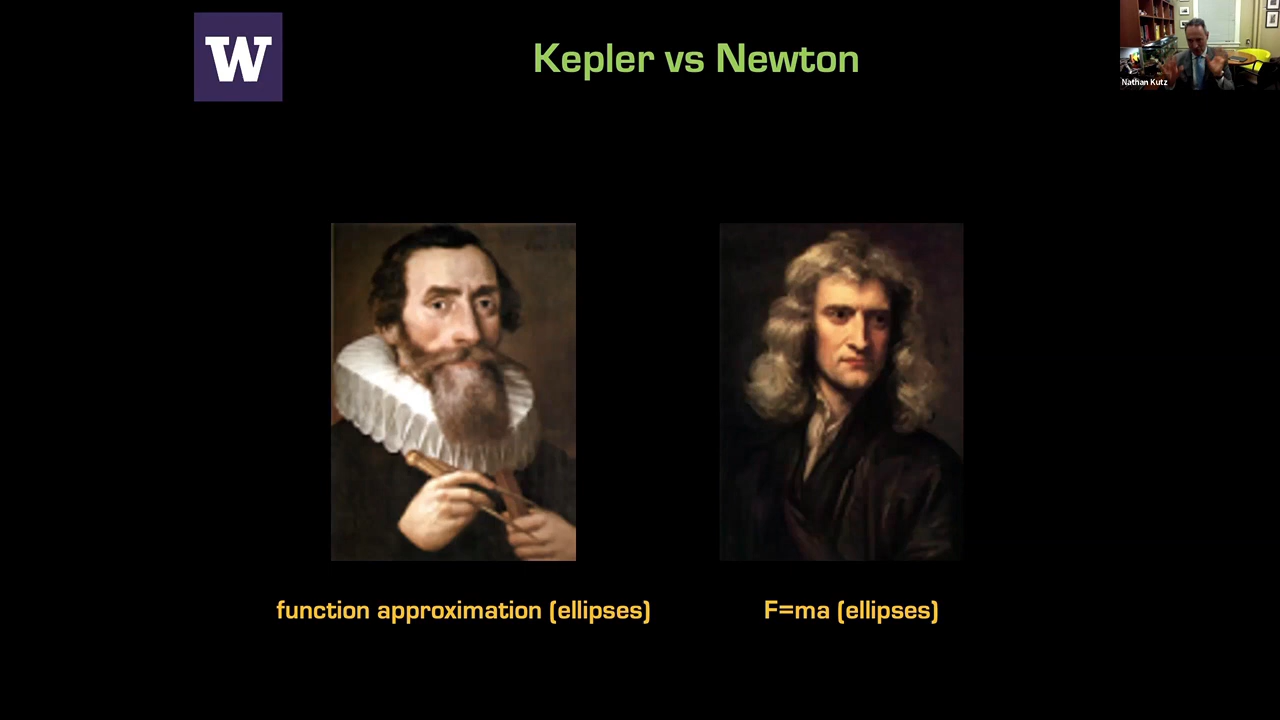 W
Kepler vs Newton
Nathan Kutz
function approximation (ellipses)
F=ma (ellipses)